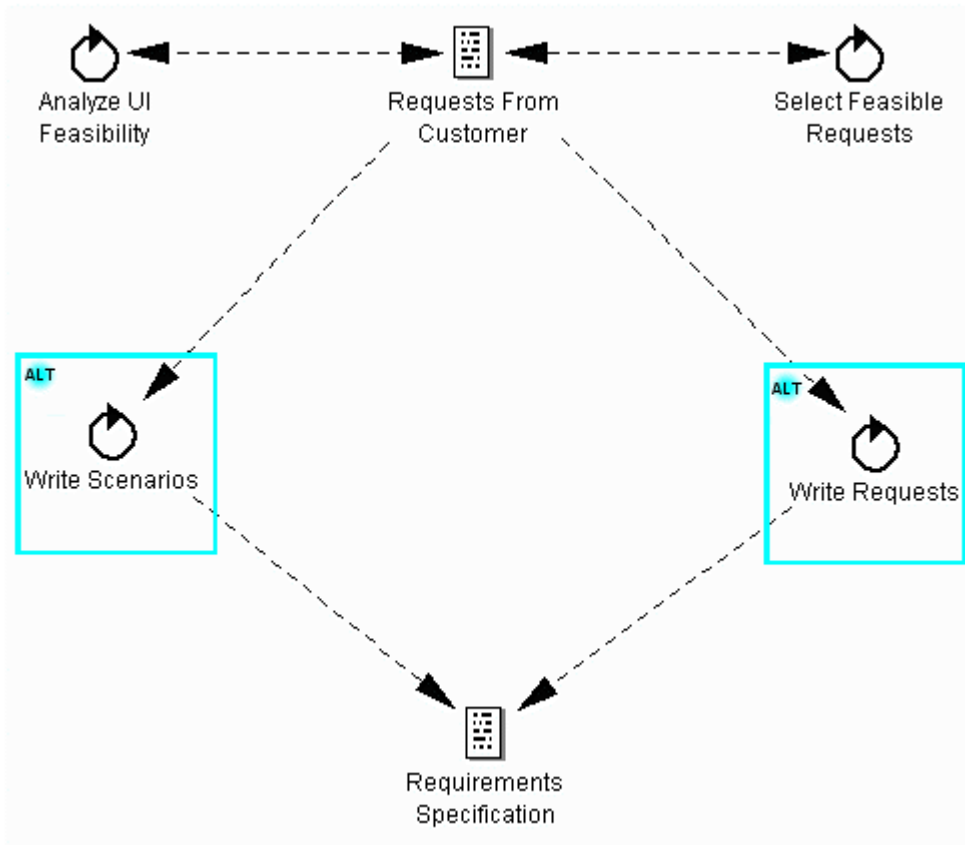 Analyze UI
Feasibility
Requests From
Customer
Select Feasible
Requests
ALT
Write Scenarios
ALT
Write Requests
Requirements
Specification